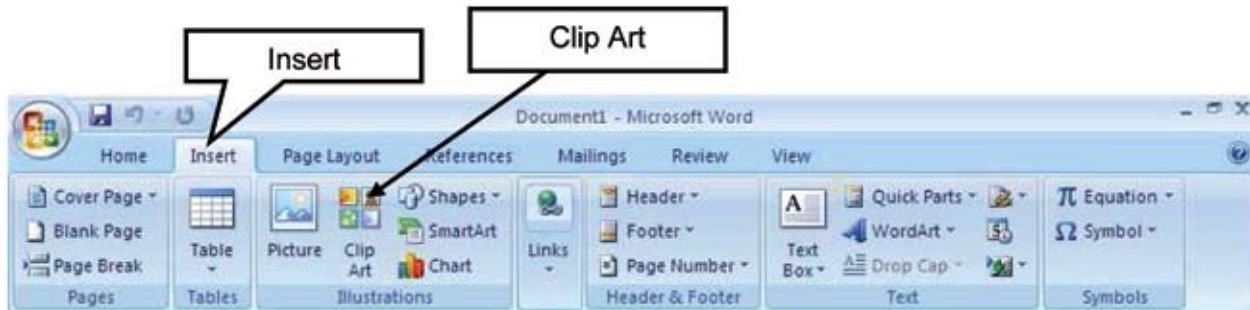 Insert
Clip Art
Document1 - Microsoft Word
Home Insert Page Layout References Mailings Review View
Cover Page
Blank Page
Page Break
Pages
Table
Tables
Picture
Clip
Art
Shapes
SmartArt
Chart
Illustrations
Links
Header
Footer
Page Number
Header & Footer
A
Text
Box
Quick Parts
WordArt
Drop Cap
Text
π Equation
Ω Symbol
Symbols